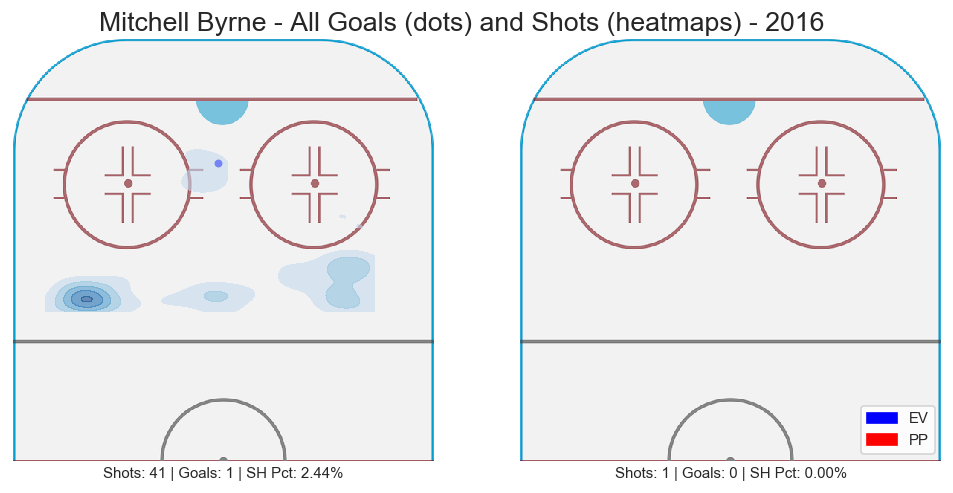 Mitchell Byrne - All Goals (dots) and Shots (heatmaps) - 2016
EV
PP
Shots: 41 | Goals: 1 | SH Pct: 2.44%
Shots: 1 | Goals: 0 | SH Pct: 0.00%